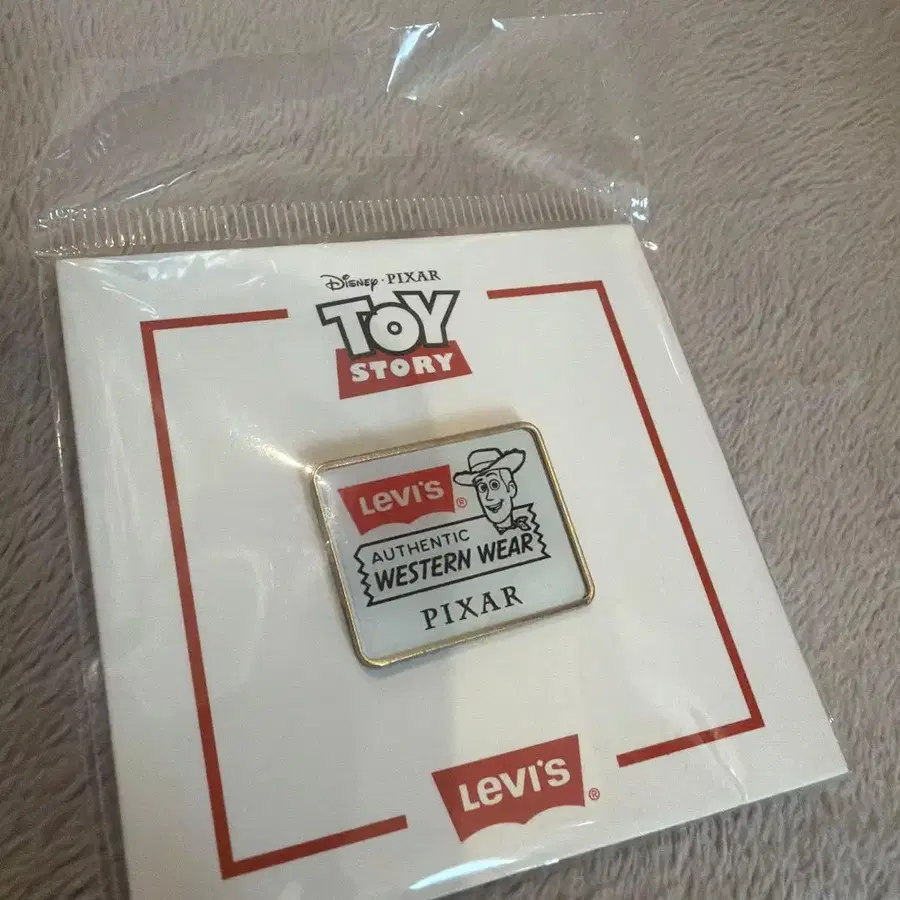 Disney · PIXAR
TOY
STORY
LEVI'S ®
AUTHENTIC
WESTERN WEAR
PIXAR
LEVI'S ®